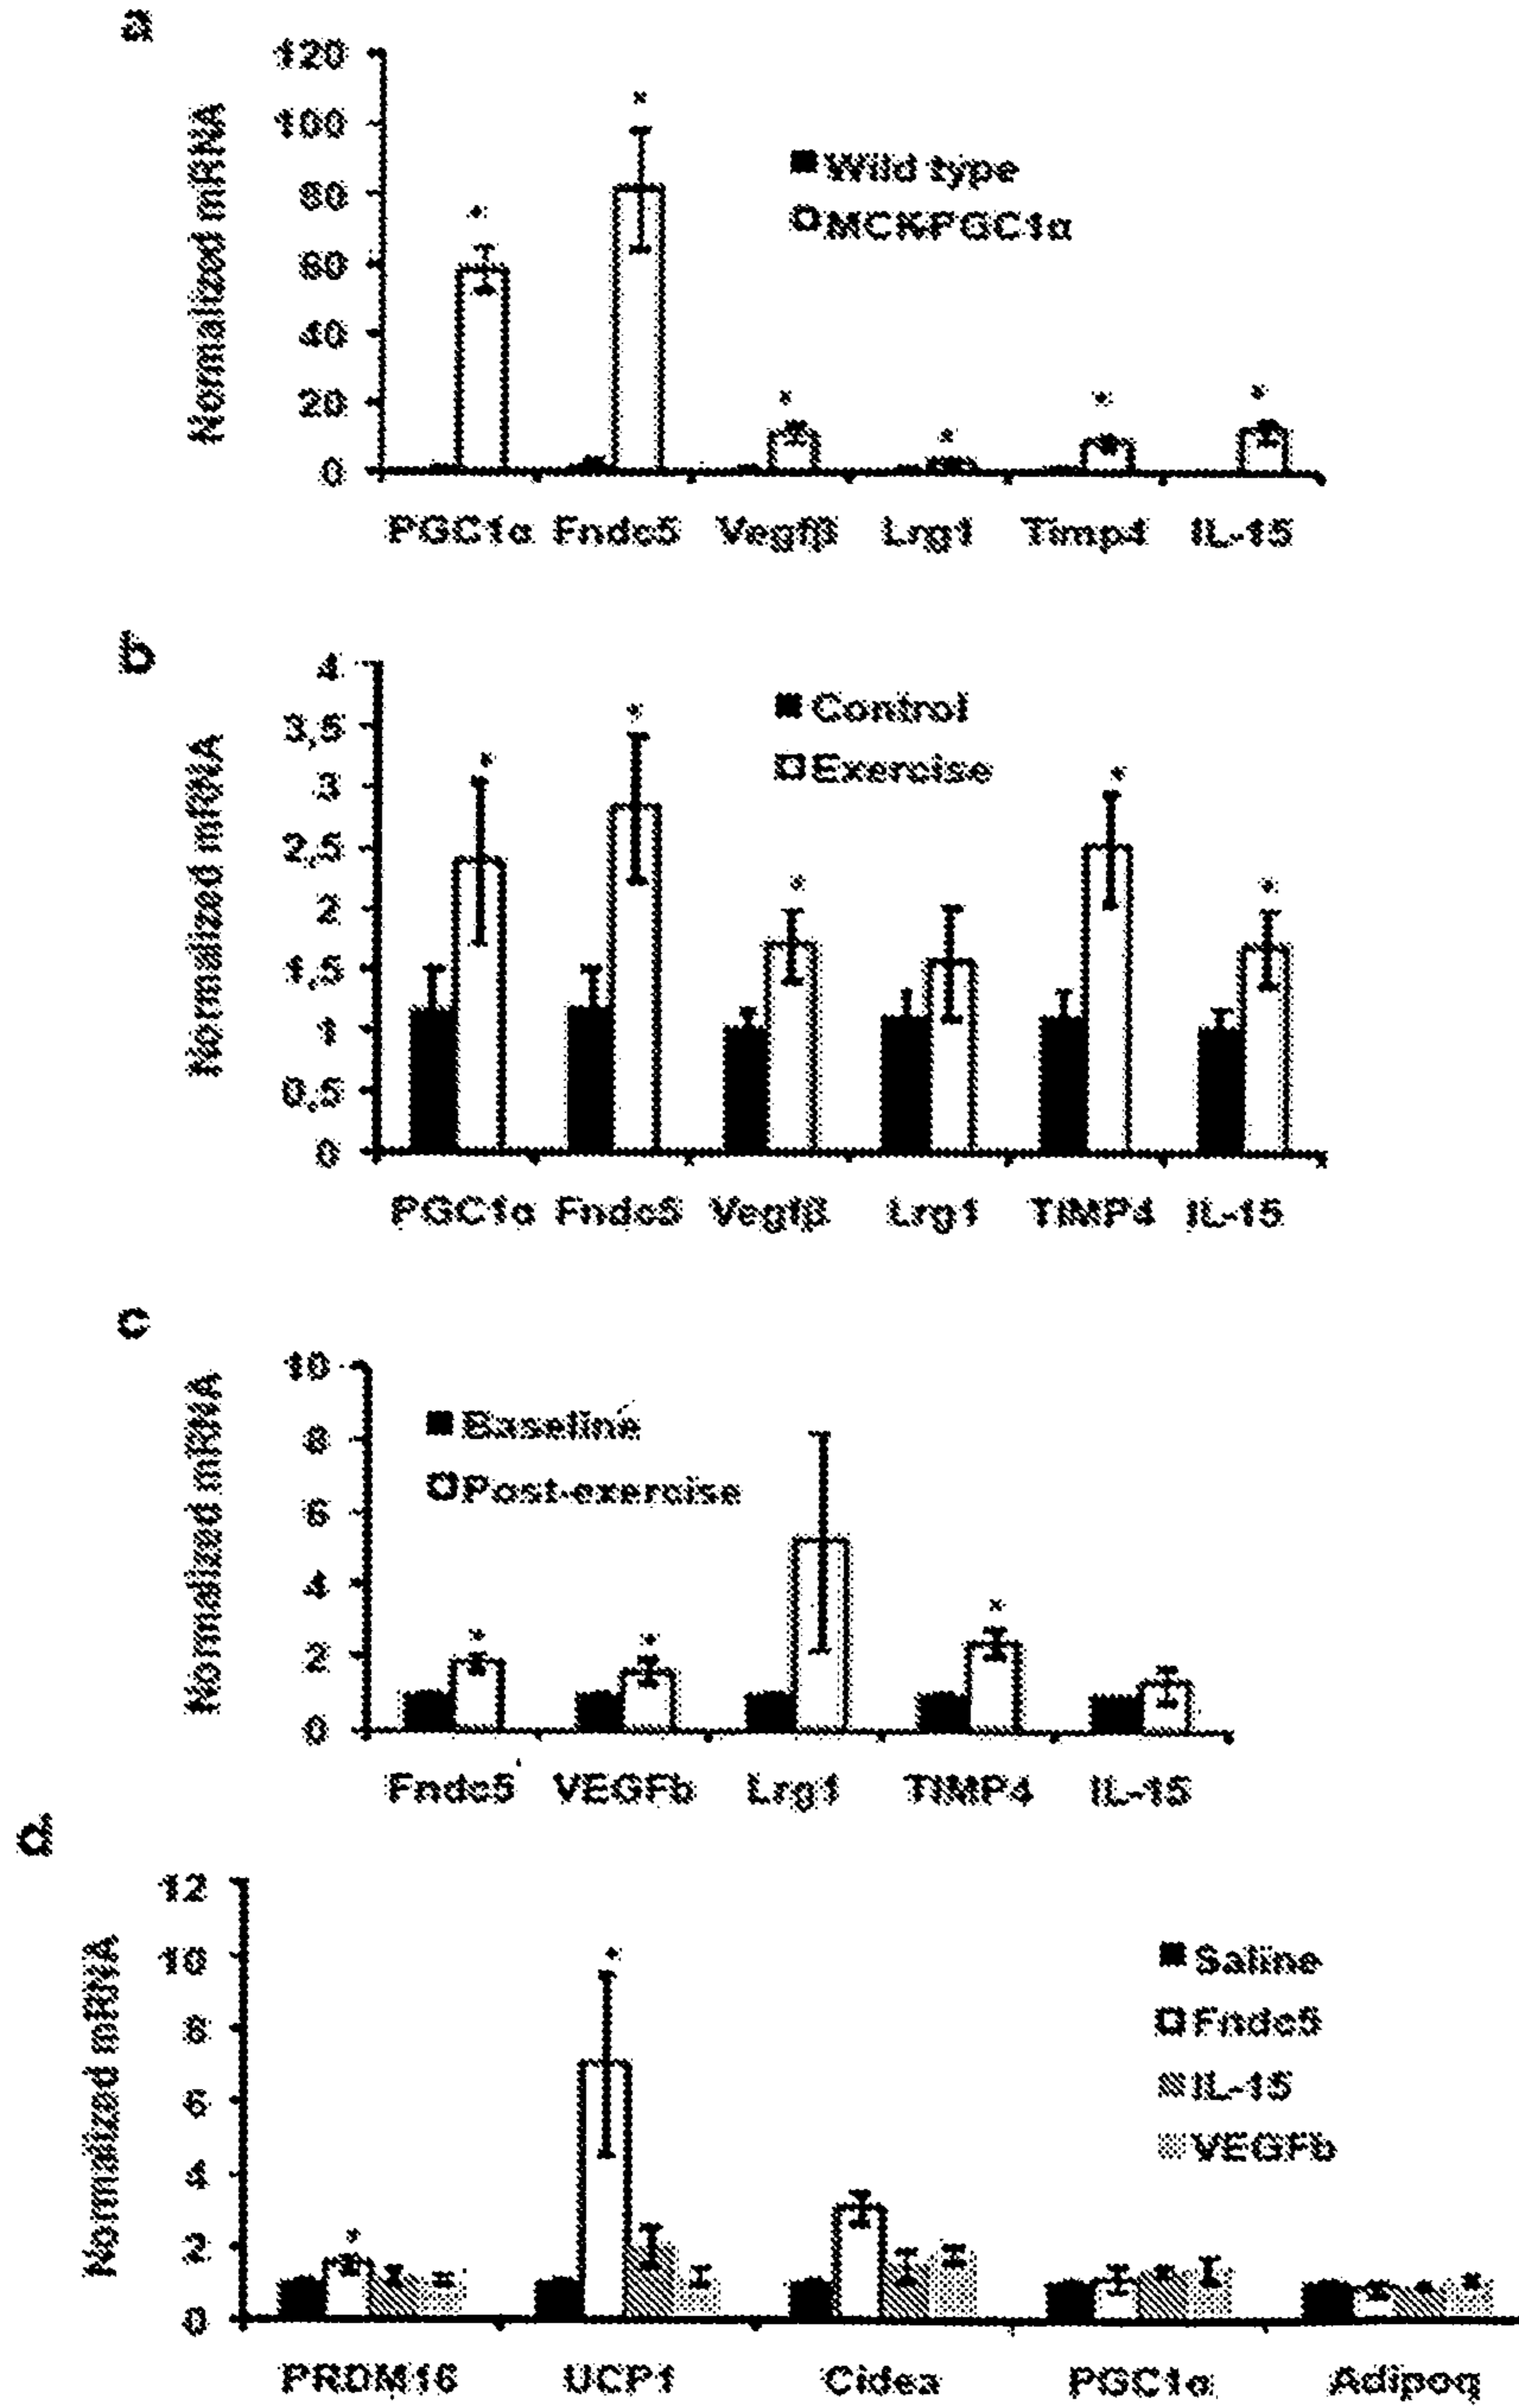 a
Normalized mRNA
120
100
80
60
40
20
0
Wild type
MCK-PGC1α
PGC1α Fndc5 Vegfβ Lrg1 Timp4 IL-15
b
Normalized mRNA
4
3,5
3
2,5
2
1,5
1
0,5
0
Control
Exercise
PGC1α Fndc5 Vegfβ Lrg1 TIMP4 IL-15
c
Normalized mRNA
10
8
6
4
2
0
Baseline
Post-exercise
Fndc5 VEGFb Lrg1 TIMP4 IL-15
d
Normalized mRNA
12
10
8
6
4
2
0
Saline
Fndc5
IL-15
VEGFb
PRDM16 UCP1 Cidea PGC1α Adipoq